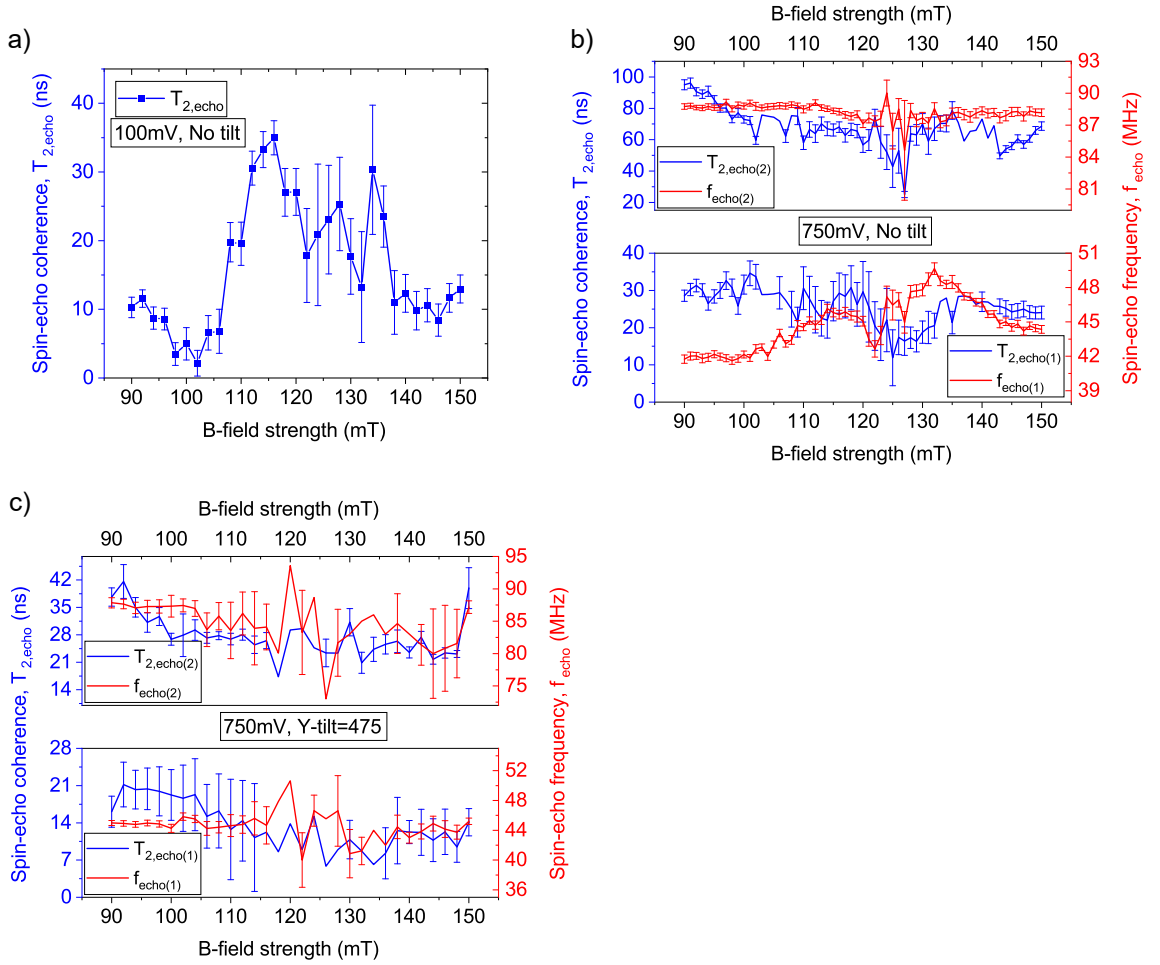 a)
Spin-echo coherence, T2,echo (ns)
40
30
20
10
0
T2,echo
100mV, No tilt
90 100 110 120 130 140 150
B-field strength (mT)
b)
B-field strength (mT)
90 100 110 120 130 140 150
Spin-echo coherence, T2,echo (ns)
100
80
60
40
20
T2,echo(2)
fecho(2)
93
91
89
87
85
83
81
Spin-echo frequency, fecho (MHz)
750mV, No tilt
40
30
20
10
0
T2,echo(1)
fecho(1)
51
48
45
42
39
90 100 110 120 130 140 150
B-field strength (mT)
c)
B-field strength (mT)
90 100 110 120 130 140 150
Spin-echo coherence, T2,echo (ns)
42
35
28
21
14
T2,echo(2)
fecho(2)
95
90
85
80
75
Spin-echo frequency, fecho (MHz)
750mV, Y-tilt=475
28
21
14
7
0
T2,echo(1)
fecho(1)
52
48
44
40
36
90 100 110 120 130 140 150
B-field strength (mT)